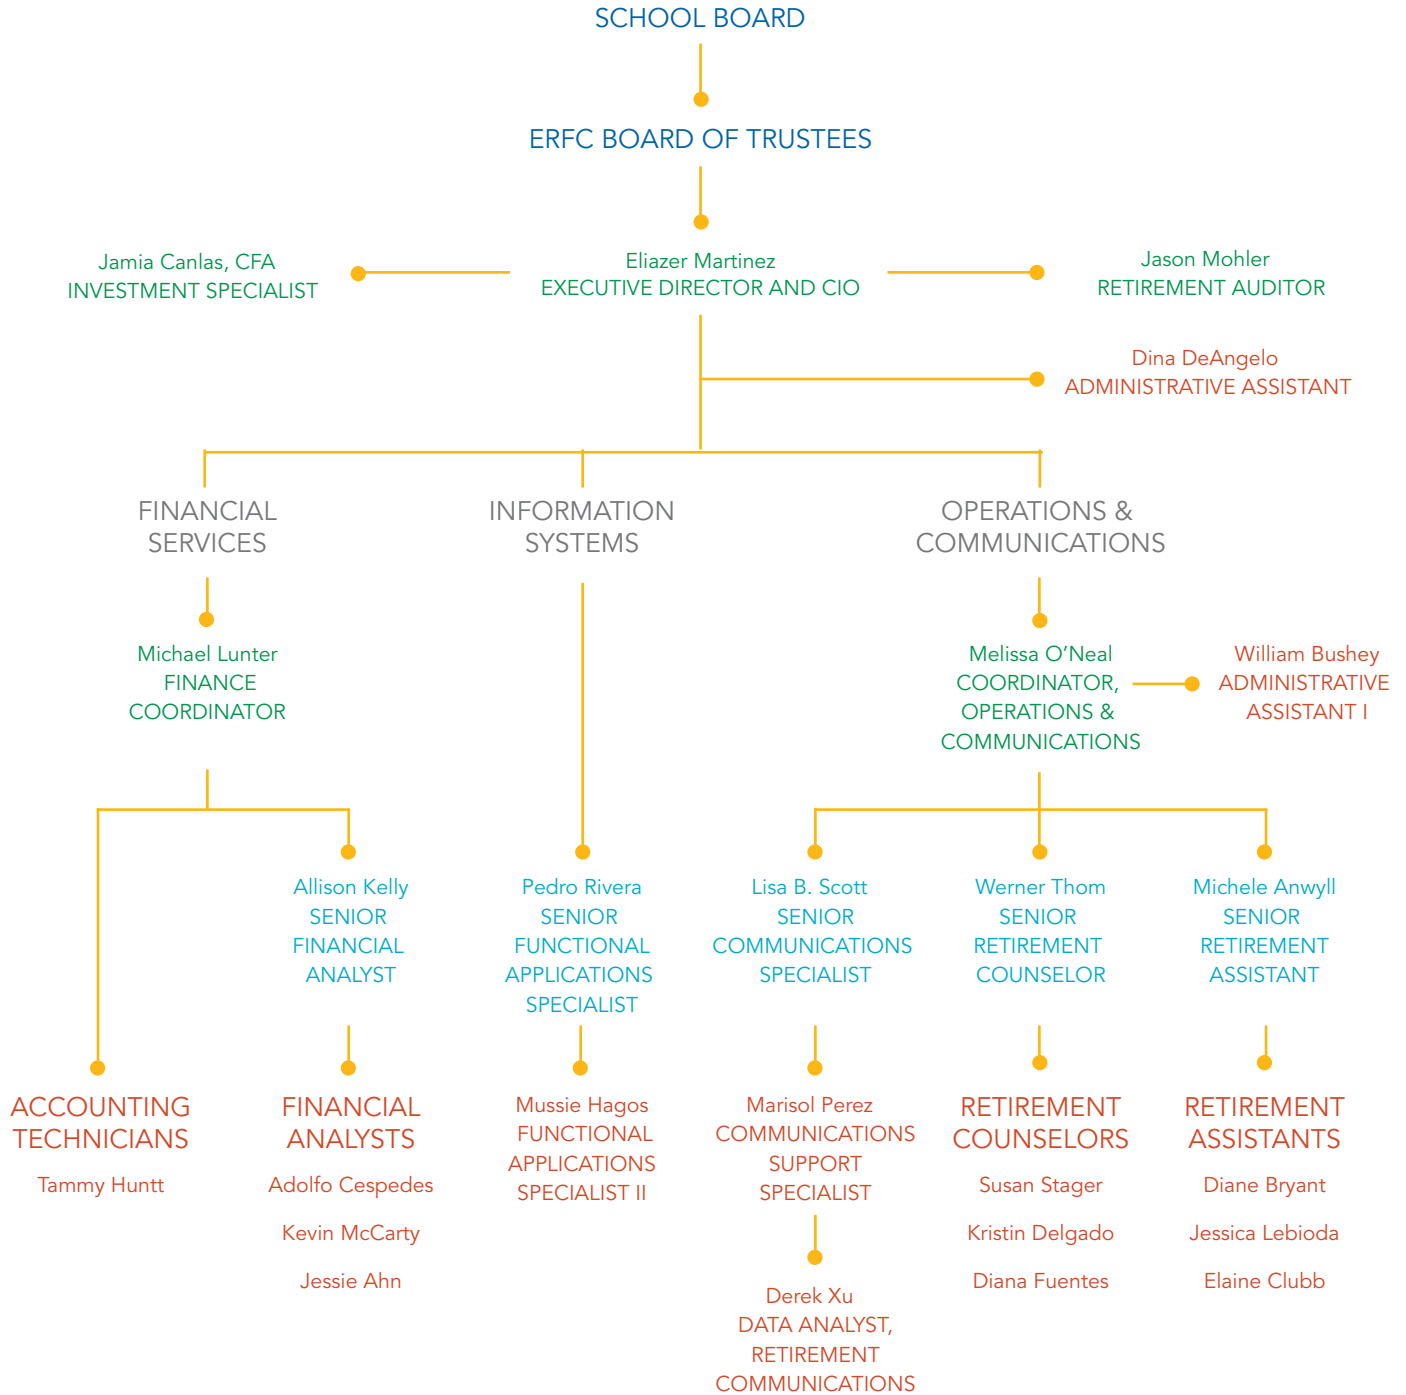 SCHOOL BOARD
ERFC BOARD OF TRUSTEES
Jamia Canlas, CFA
INVESTMENT SPECIALIST
Eliazer Martinez
EXECUTIVE DIRECTOR AND CIO
Jason Mohler
RETIREMENT AUDITOR
Dina DeAngelo
ADMINISTRATIVE ASSISTANT
FINANCIAL
SERVICES
INFORMATION
SYSTEMS
OPERATIONS &
COMMUNICATIONS
Michael Lunter
FINANCE
COORDINATOR
Melissa O’Neal
COORDINATOR,
OPERATIONS &
COMMUNICATIONS
William Bushey
ADMINISTRATIVE
ASSISTANT I
Allison Kelly
SENIOR
FINANCIAL
ANALYST
Pedro Rivera
SENIOR
FUNCTIONAL
APPLICATIONS
SPECIALIST
Lisa B. Scott
SENIOR
COMMUNICATIONS
SPECIALIST
Werner Thom
SENIOR
RETIREMENT
COUNSELOR
Michele Anwyll
SENIOR
RETIREMENT
ASSISTANT
ACCOUNTING
TECHNICIANS
Tammy Huntt
FINANCIAL
ANALYSTS
Adolfo Cespedes
Kevin McCarty
Jessie Ahn
Mussie Hagos
FUNCTIONAL
APPLICATIONS
SPECIALIST II
Marisol Perez
COMMUNICATIONS
SUPPORT
SPECIALIST
Derek Xu
DATA ANALYST,
RETIREMENT
COMMUNICATIONS
RETIREMENT
COUNSELORS
Susan Stager
Kristin Delgado
Diana Fuentes
RETIREMENT
ASSISTANTS
Diane Bryant
Jessica Lebioda
Elaine Clubb